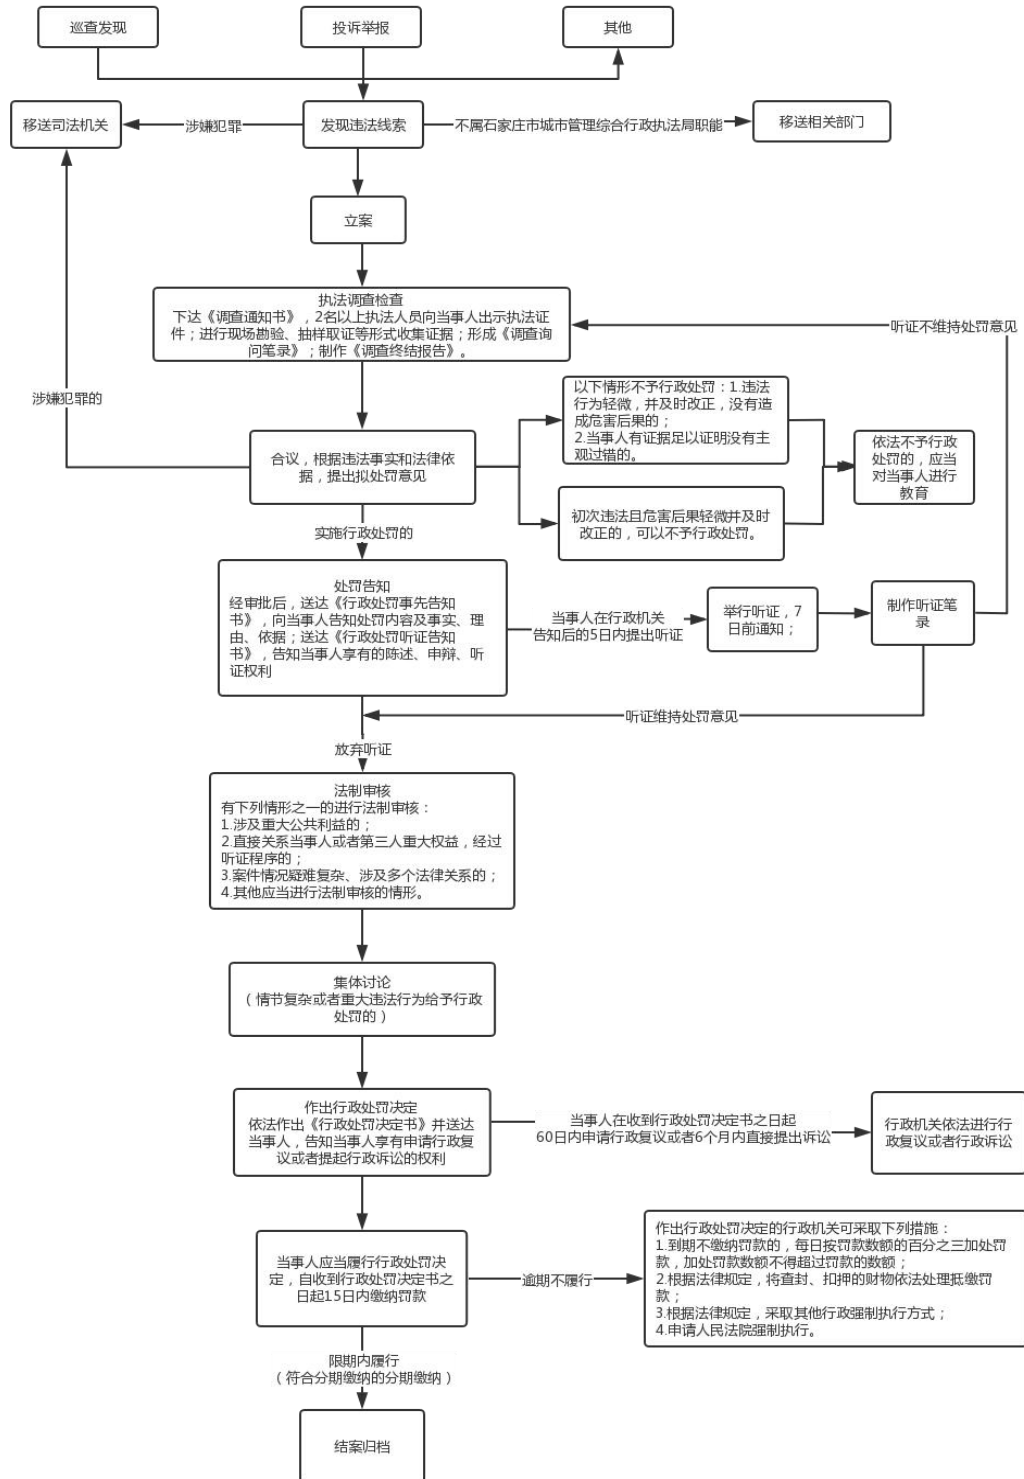 巡查发现
投诉举报
其他
移送司法机关
涉嫌犯罪
发现违法线索
不属石家庄市城市管理综合行政执法局职能
移送相关部门
立案
执法调查检查
下达《调查通知书》，2名以上执法人员向当事人出示执法证
件；进行现场勘验、抽样取证等形式收集证据；形成《调查询
问笔录》；制作《调查终结报告》。
听证不维持处罚意见
涉嫌犯罪的
合议，根据违法事实和法律依
据，提出拟处罚意见
以下情形不予行政处罚：1.违法
行为轻微，并及时改正，没有造
成危害后果的；
2.当事人有证据足以证明没有主
观过错的。
依法不予行政
处罚的，应当
对当事人进行
教育
初次违法且危害后果轻微并及时
改正的，可以不予行政处罚。
实施行政处罚的
处罚告知
经审批后，送达《行政处罚事先告知
书》，向当事人告知处罚内容及事实、理
由、依据；送达《行政处罚听证告知
书》，告知当事人享有的陈述、申辩、听
证权利
当事人在行政机关
告知后的5日内提出听证
举行听证，7
日前通知；
制作听证笔
录
听证维持处罚意见
放弃听证
法制审核
有下列情形之一的进行法制审核：
1.涉及重大公共利益的；
2.直接关系当事人或者第三人重大权益，经过
听证程序的；
3.案件情况疑难复杂、涉及多个法律关系的；
4.其他应当进行法制审核的情形。
集体讨论
（情节复杂或者重大违法行为给予行政
处罚的）
作出行政处罚决定
依法作出《行政处罚决定书》并送达
当事人，告知当事人享有申请行政复
议或者提起行政诉讼的权利
当事人在收到行政处罚决定书之日起
60日内申请行政复议或者6个月内直接提出诉讼
行政机关依法进行行
政复议或者行政诉讼
当事人应当履行行政处罚决
定，自收到行政处罚决定书之
日起15日内缴纳罚款
逾期不履行
作出行政处罚决定的行政机关可采取下列措施：
1.到期不缴纳罚款的，每日按罚款数额的百分之三加处罚
款，加处罚款数额不得超过罚款的数额；
2.根据法律规定，将查封、扣押的财物依法处理抵缴罚
款；
3.根据法律规定，采取其他行政强制执行方式；
4.申请人民法院强制执行。
限期内履行
（符合分期缴纳的分期缴纳）
结案归档